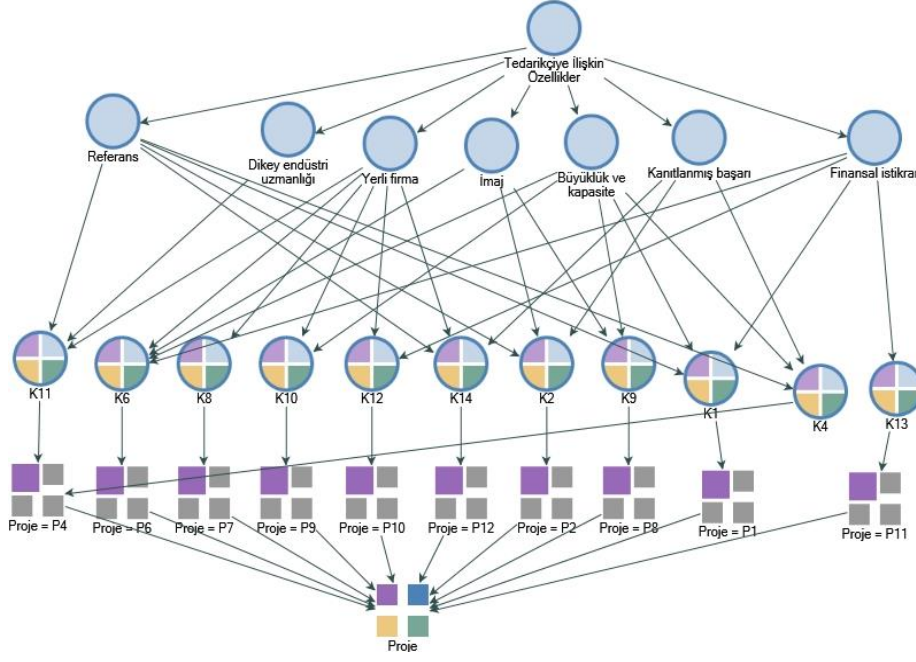 Tedarikçiye İlişkin
Özellikler
Referans
Dikey endüstri
uzmanlığı
Yerli firma
İmaj
Büyüklük ve
kapasite
Kanıtlanmış başarı
Finansal istikrar
K11
K6
K8
K10
K12
K14
K2
K9
K1
K4
K13
Proje = P4
Proje = P6
Proje = P7
Proje = P9
Proje = P10
Proje = P12
Proje = P2
Proje = P8
Proje = P1
Proje = P11
Proje